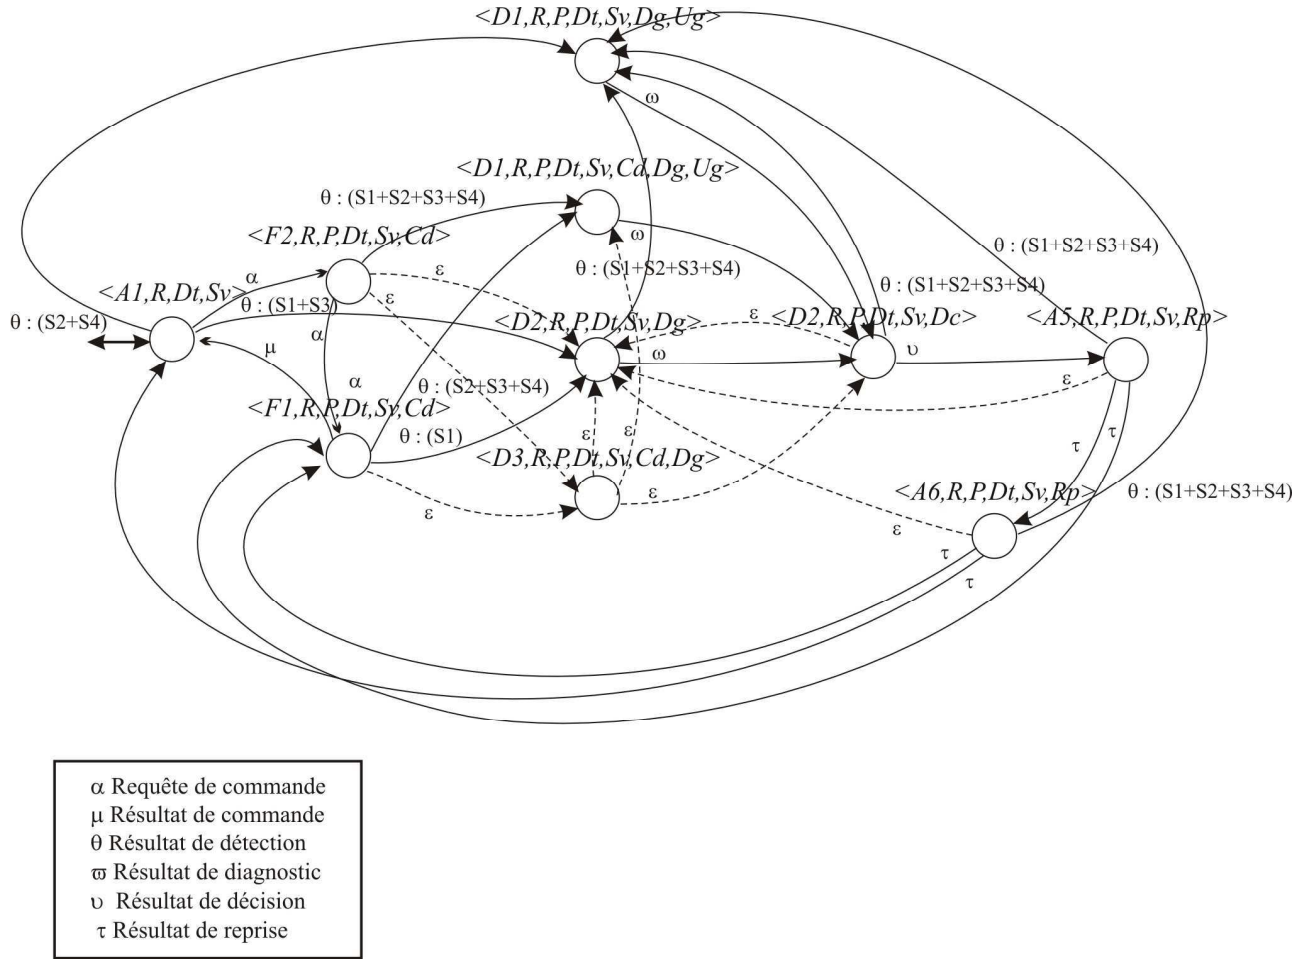 <D1,R,P,Dt,Sv,Dg,Ug>
ϖ
<D1,R,P,Dt,Sv,Cd,Dg,Ug>
θ : (S1+S2+S3+S4)
<F2,R,P,Dt,Sv,Cd>
ϖ
θ : (S1+S2+S3+S4)
θ : (S1+S2+S3+S4)
ε
α
θ : (S1+S2+S3+S4)
<A1,R,Dt,Sv>
θ : (S1+S3)
ε
<D2,R,P,Dt,Sv,Dg>
ε
<D2,R,P,Dt,Sv,Dc>
<A5,R,P,Dt,Sv,Rp>
θ : (S2+S4)
α
μ
ϖ
υ
α
θ : (S2+S3+S4)
ε
<F1,R,P,Dt,Sv,Cd>
θ : (S1)
ε
ε
τ
τ
<D3,R,P,Dt,Sv,Cd,Dg>
ε
ε
<A6,R,P,Dt,Sv,Rp>
θ : (S1+S2+S3+S4)
ε
τ
τ
α Requête de commande
μ Résultat de commande
θ Résultat de détection
ϖ Résultat de diagnostic
υ Résultat de décision
τ Résultat de reprise